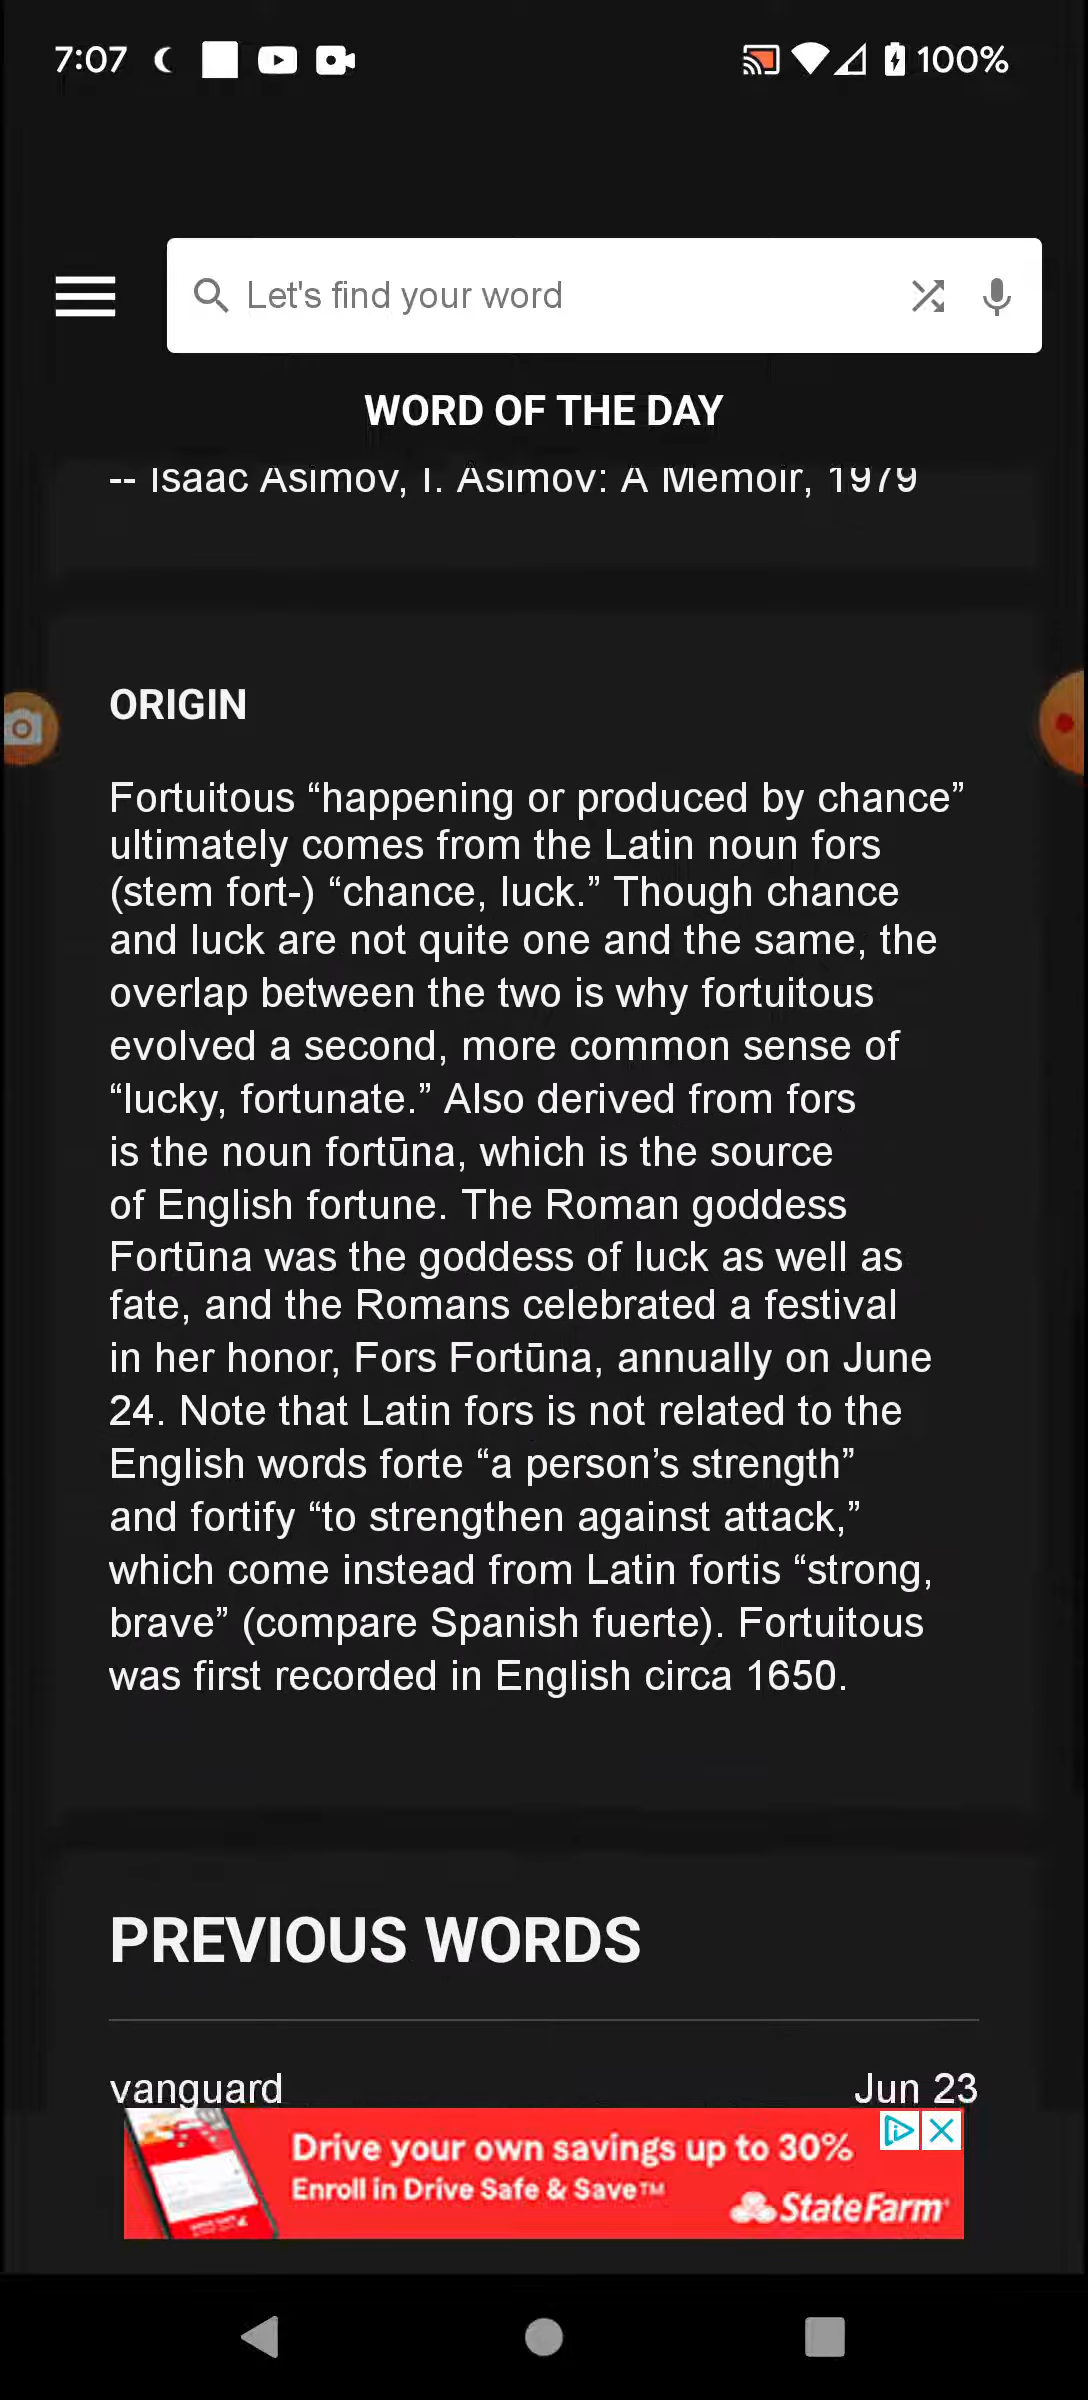 7:07
100%
Let's find your word
WORD OF THE DAY
-- Isaac Asimov, I. Asimov: A Memoir, 1979
ORIGIN
Fortuitous “happening or produced by chance”
ultimately comes from the Latin noun fors
(stem fort-) “chance, luck.” Though chance
and luck are not quite one and the same, the
overlap between the two is why fortuitous
evolved a second, more common sense of
“lucky, fortunate.” Also derived from fors
is the noun fortūna, which is the source
of English fortune. The Roman goddess
Fortūna was the goddess of luck as well as
fate, and the Romans celebrated a festival
in her honor, Fors Fortūna, annually on June
24. Note that Latin fors is not related to the
English words forte “a person’s strength”
and fortify “to strengthen against attack,”
which come instead from Latin fortis “strong,
brave” (compare Spanish fuerte). Fortuitous
was first recorded in English circa 1650.
PREVIOUS WORDS
vanguard Jun 23
Drive your own savings up to 30%
Enroll in Drive Safe & Save™
StateFarm